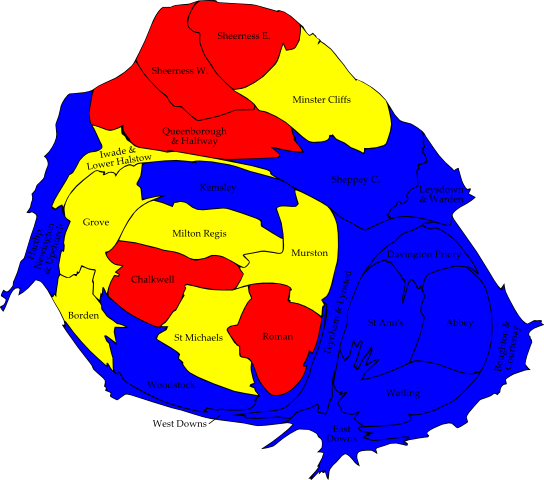 Sheerness E.
Sheerness W.
Minster Cliffs
Queenborough
& Halfway
Iwade &
Lower Halstow
Sheppey C.
Leysdown
& Warden
Kemsley
Grove
Milton Regis
Murston
Davington Priory
Hartlip,
Newington
& Upchurch
Chalkwell
Borden
St Michaels
Roman
Teynham & Lynsted
St Ann's
Abbey
Boughton &
Courtenay
Woodstock
Watling
West Downs
East
Downs